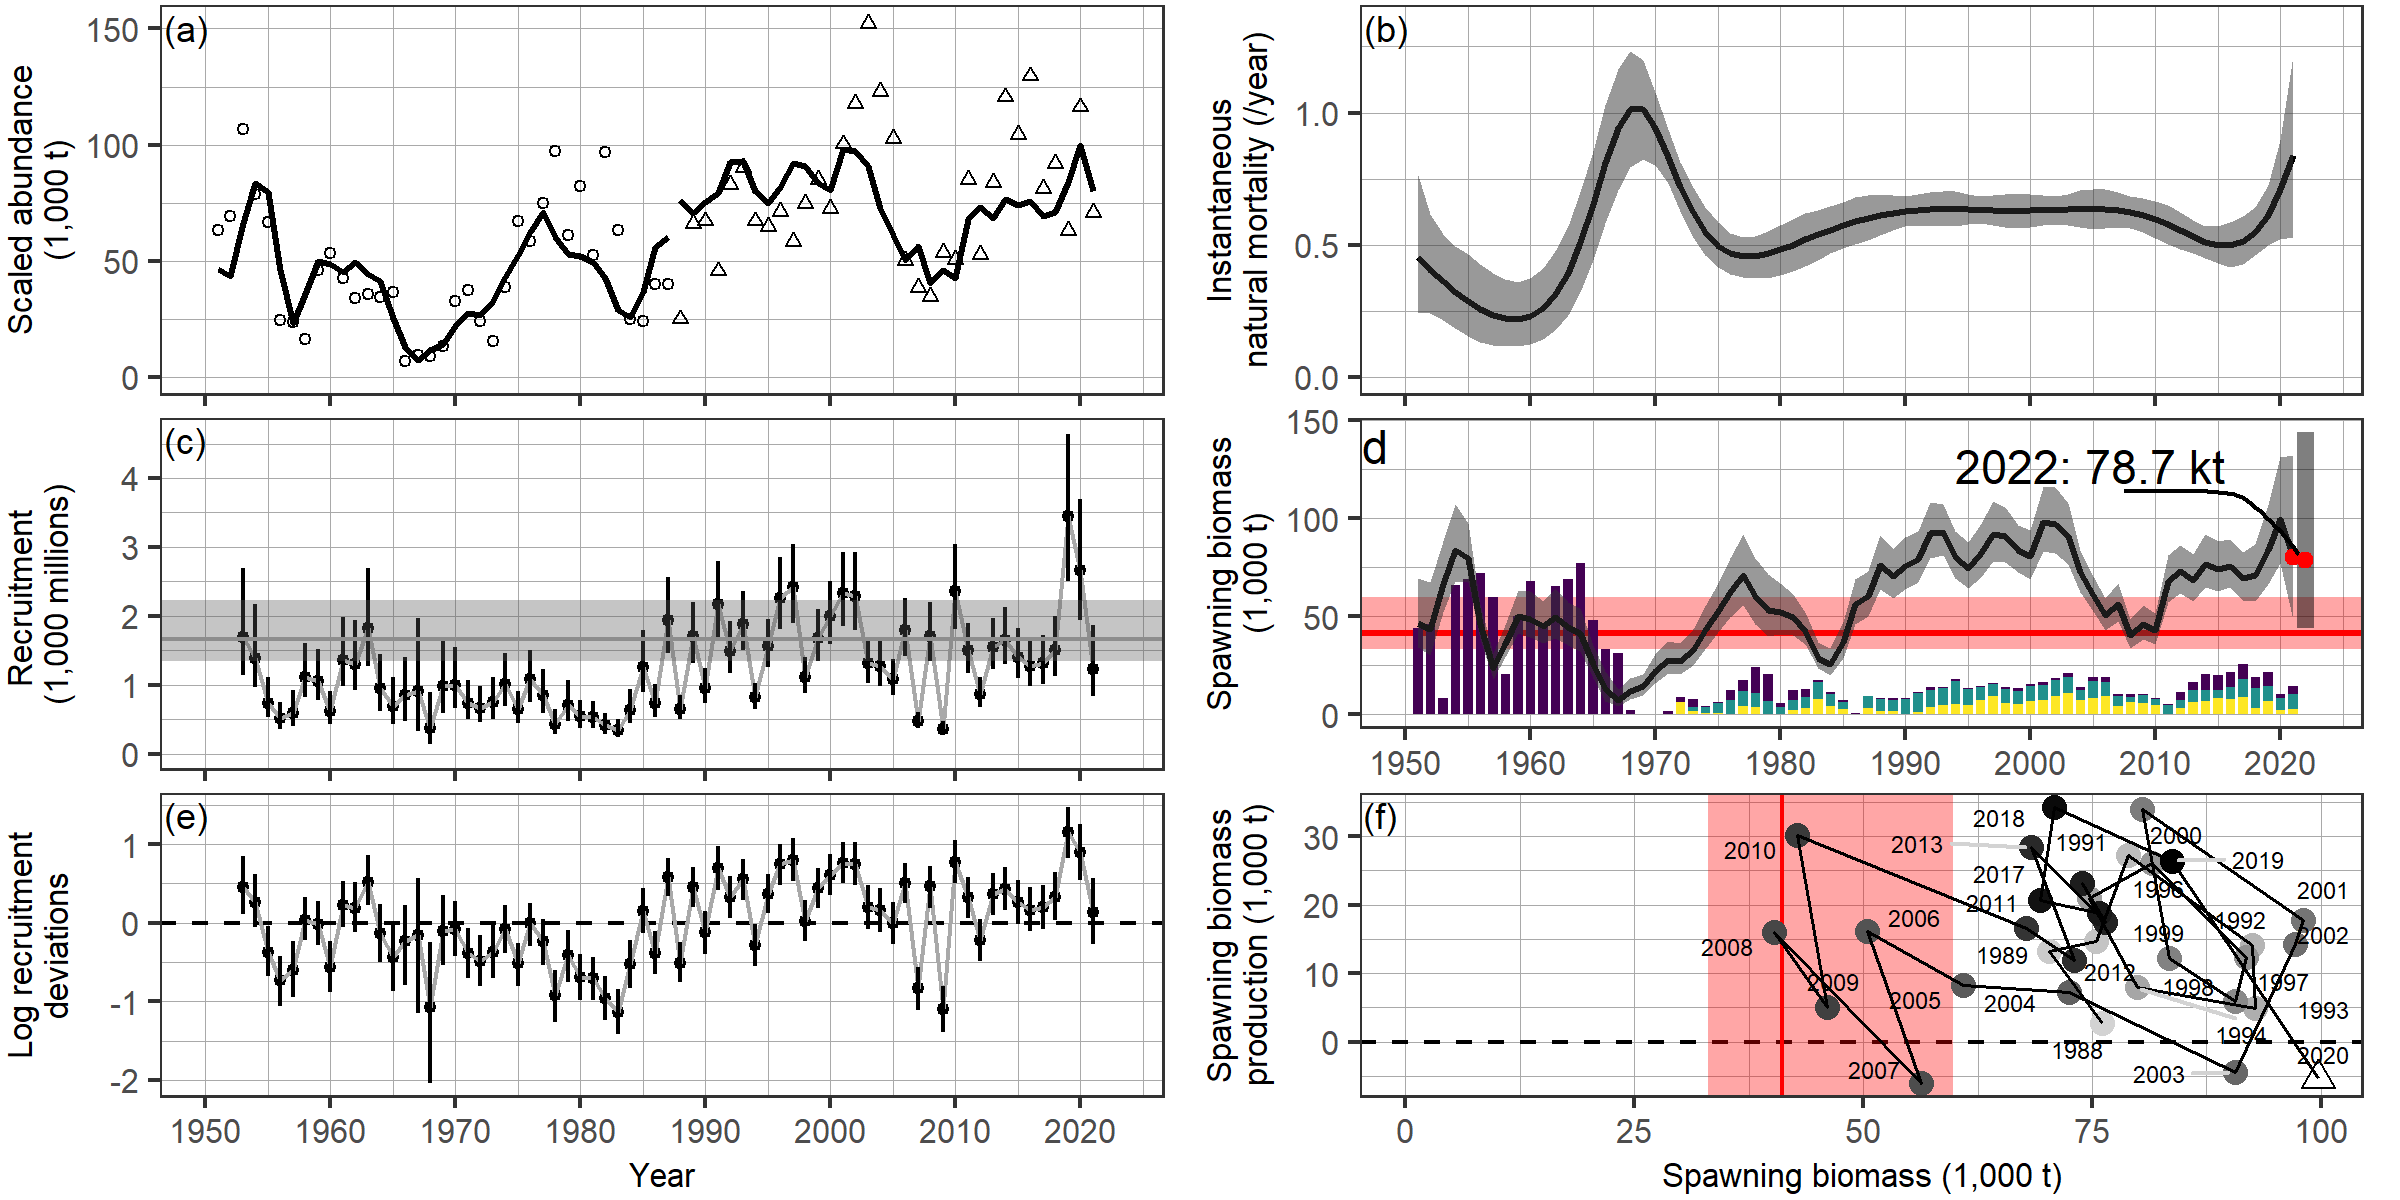 (a)
Scaled abundance
(1,000 t)
150
100
50
0
(b)
Instantaneous
natural mortality (/year)
1.0
0.5
0.0
(c)
Recruitment
(1,000 millions)
4
3
2
1
0
d
2022: 78.7 kt
Spawning biomass
(1,000 t)
150
100
50
0
1950 1960 1970 1980 1990 2000 2010 2020
(e)
Log recruitment
deviations
1
0
-1
-2
1950 1960 1970 1980 1990 2000 2010 2020
Year
(f)
Spawning biomass
production (1,000 t)
30
20
10
0
2018
1991
2000
2010
2013
2019
2017
1996
2001
2011
2006
1992
1999
2002
2008
1989
2012
2009
1998
1997
2005
2004
1993
1994
1988
2020
2007
2003
0 25 50 75 100
Spawning biomass (1,000 t)